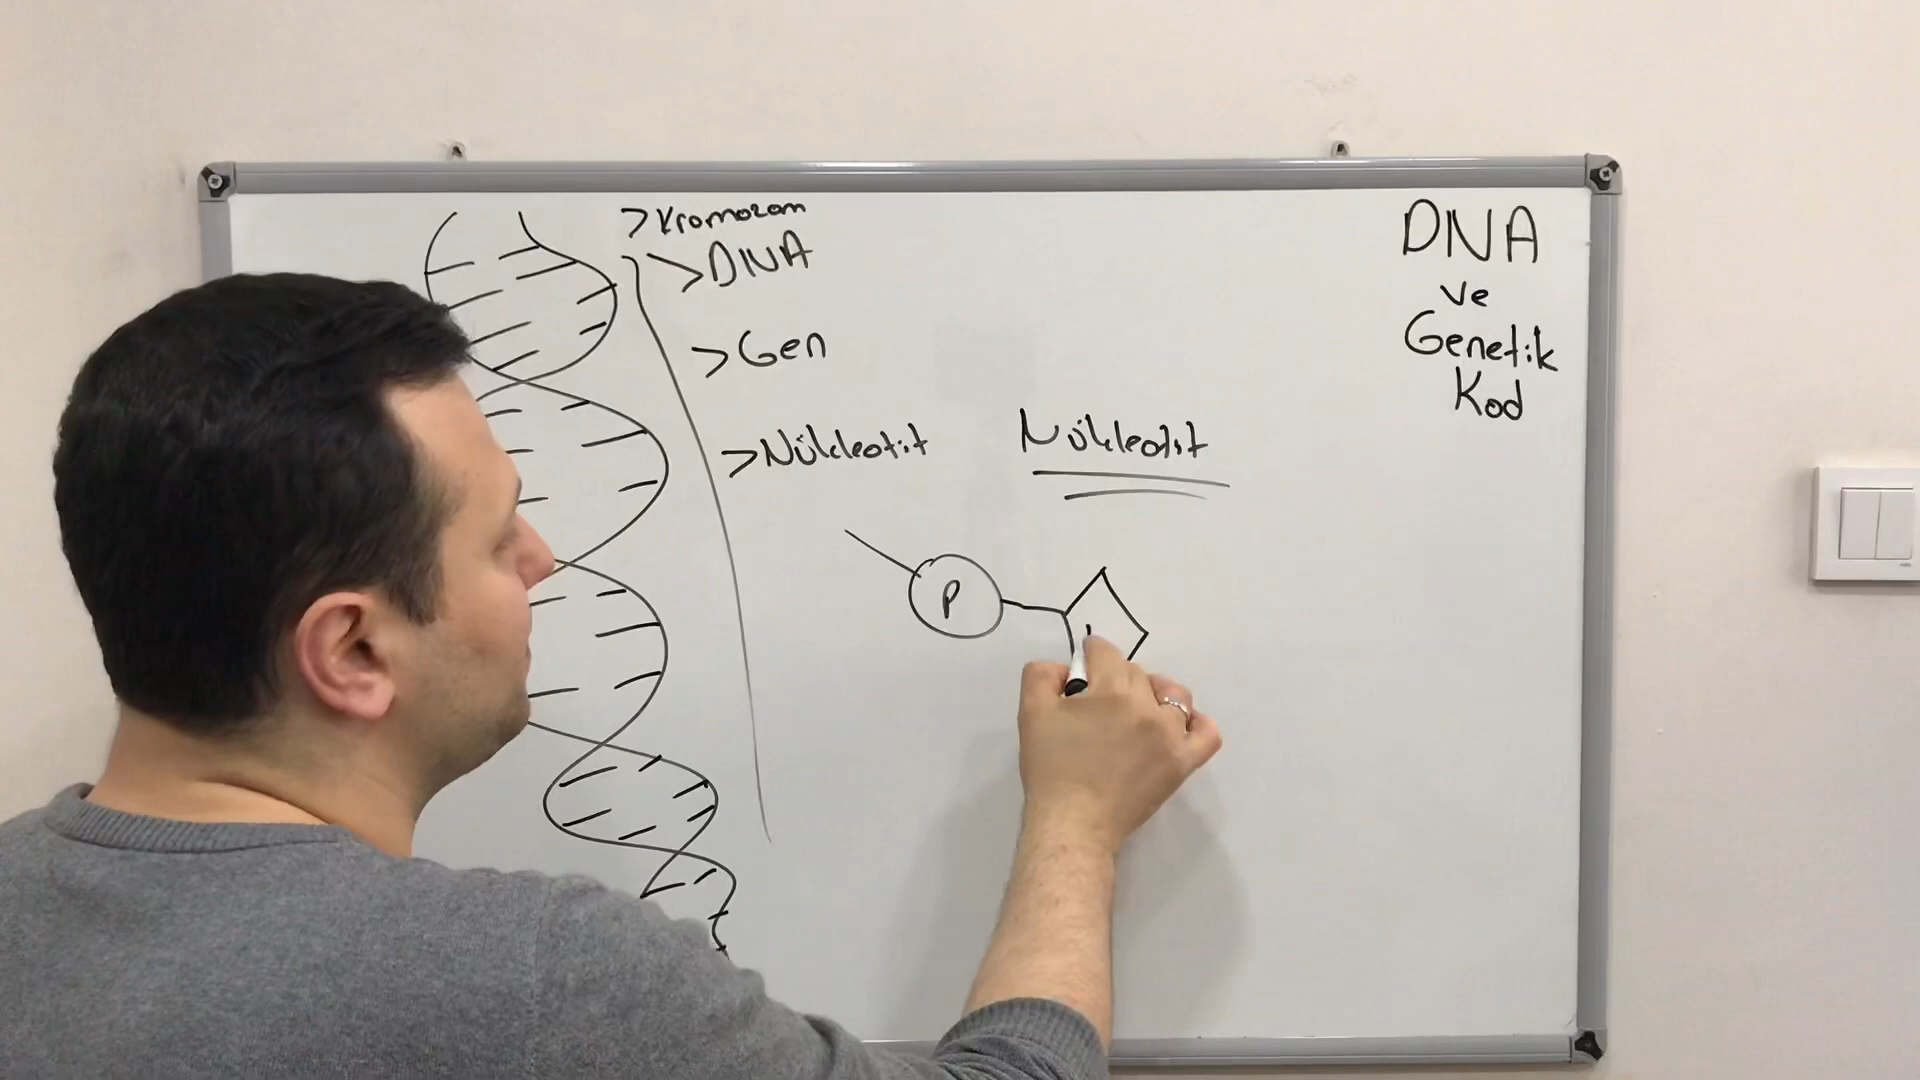 >Kromozom
>DNA
>Gen
>Nükleotit
Nükleotit
P
DNA
ve
Genetik
Kod